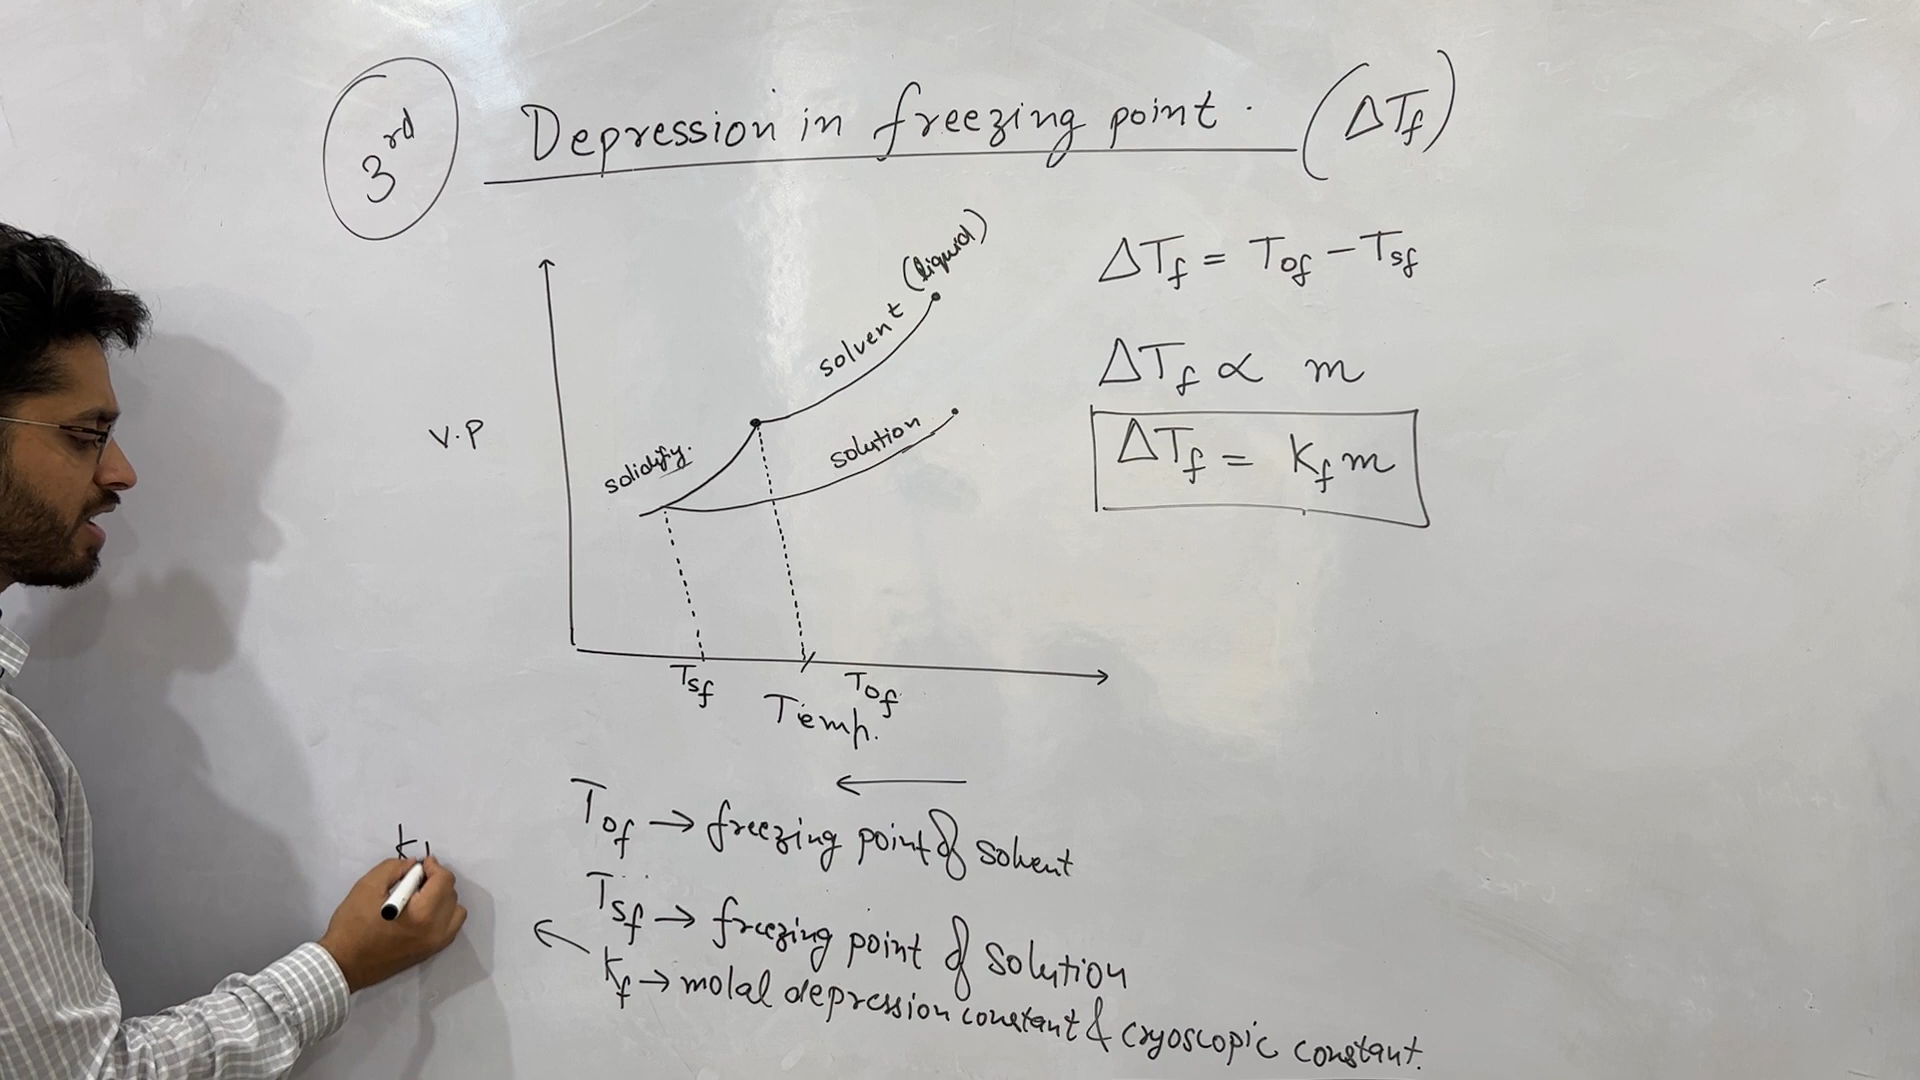 3rd
Depression in freezing point. (ΔTf)
solvent (liquid)
ΔTf = Tof − Tsf
ΔTf ∝ m
V.P
solidify.
solution
ΔTf = Kf m
Tsf
Tof
Temp.
Tof → freezing point of solvent
Tsf → freezing point of solution
Kf → molal depression constant & cryoscopic constant.